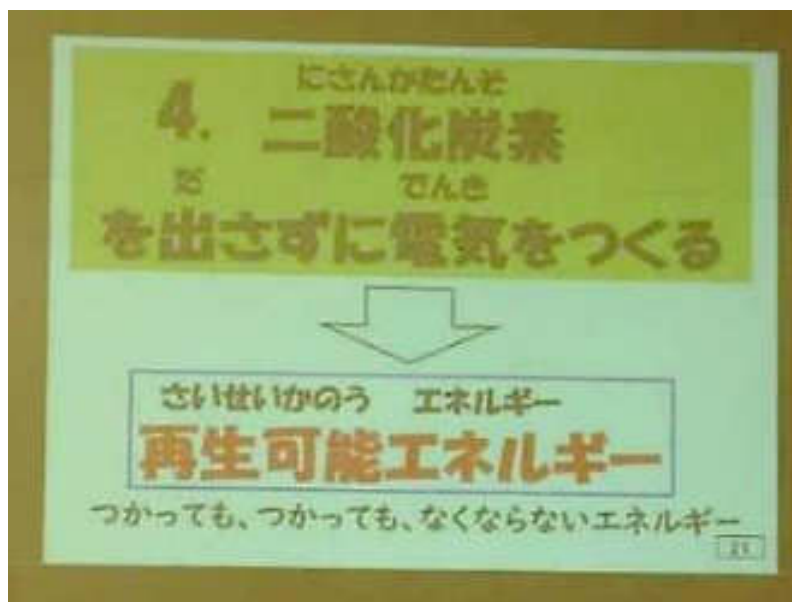 にさんかたんそ
4. 二酸化炭素
だ でんき
を出さずに電気をつくる
さいせいかのう エネルギー
再生可能エネルギー
つかっても、つかっても、なくならないエネルギー
21